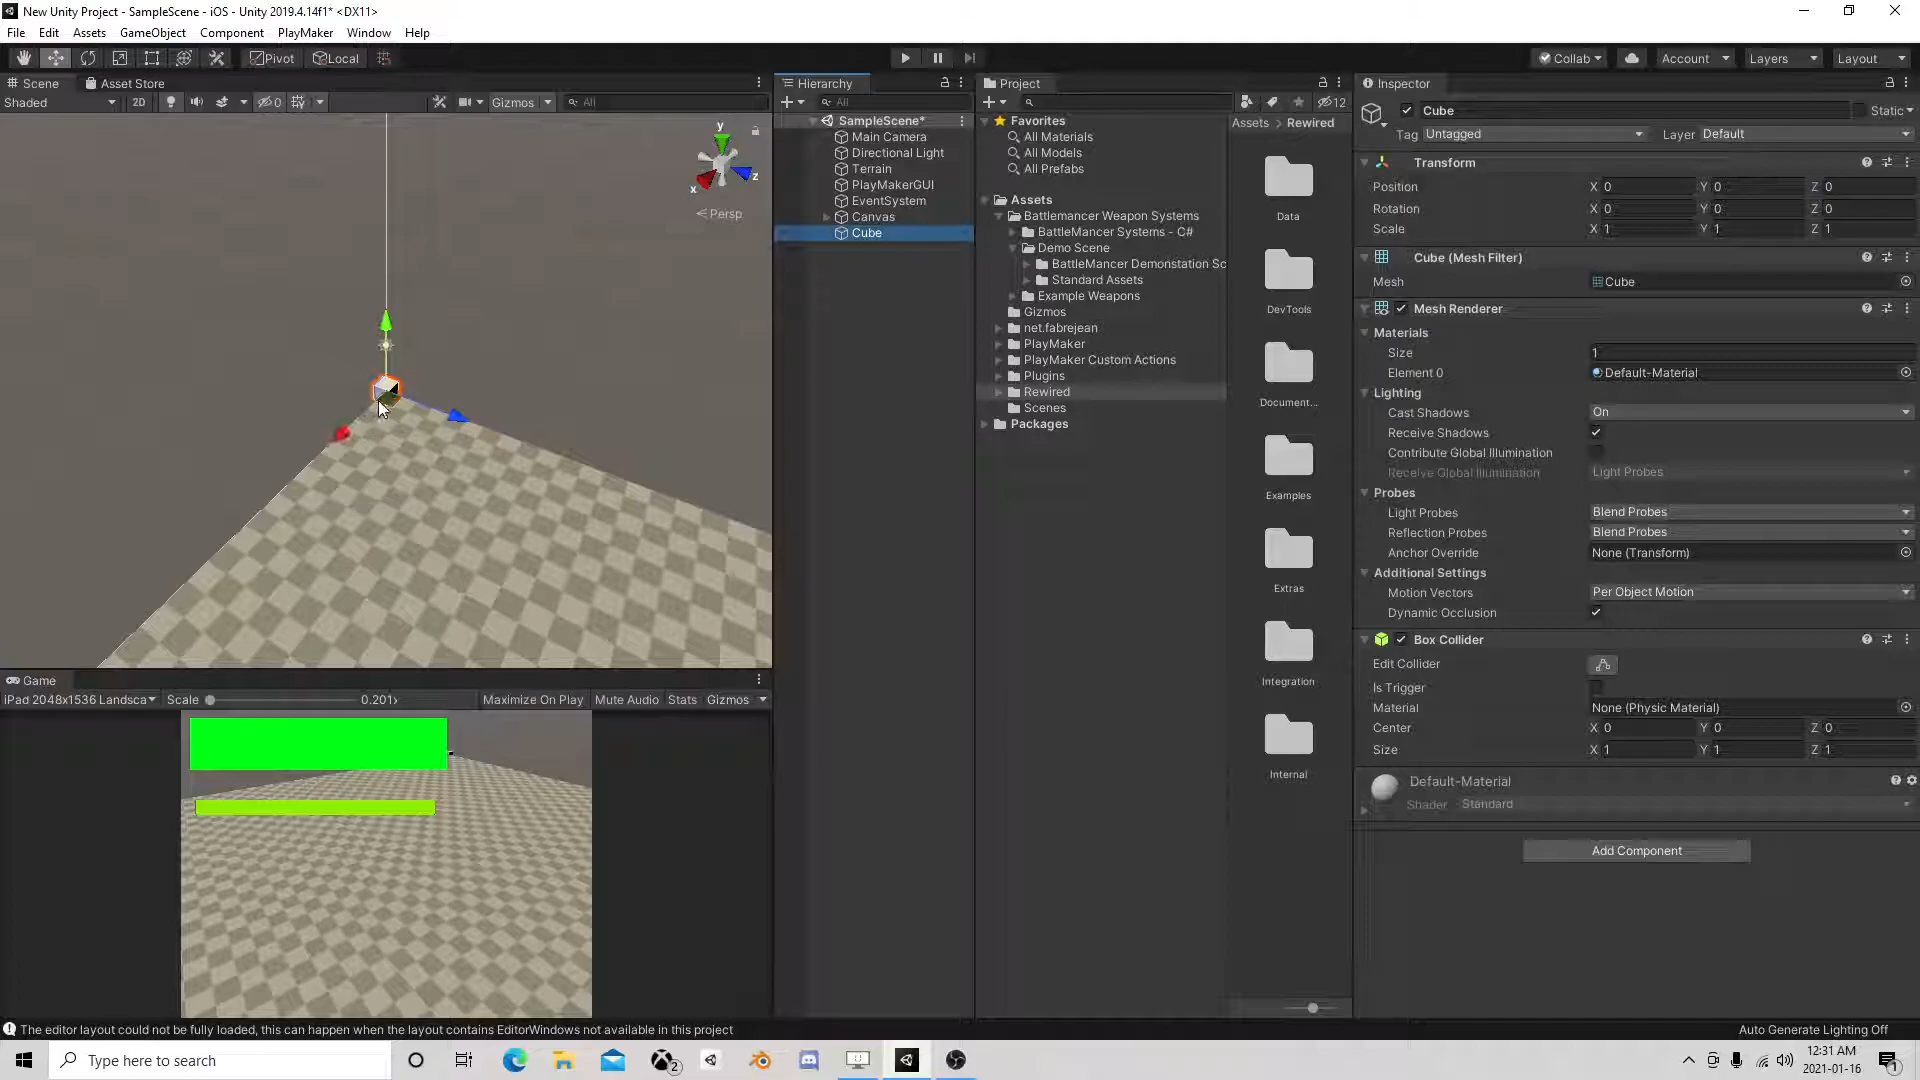 New Unity Project - SampleScene - iOS - Unity 2019.4.14f1* <DX11>
File Edit Assets GameObject Component PlayMaker Window Help
Pivot Local Collab Account Layers Layout
Scene Asset Store
Shaded 2D 0 Gizmos All
y
x
z
Persp
Hierarchy
All
SampleScene*
Main Camera
Directional Light
Terrain
PlayMakerGUI
EventSystem
Canvas
Cube
Project
12
Favorites
All Materials
All Models
All Prefabs
Assets
Battlemancer Weapon Systems
BattleMancer Systems - C#
Demo Scene
BattleMancer Demonstation Sc
Standard Assets
Example Weapons
Gizmos
net.fabrejean
PlayMaker
PlayMaker Custom Actions
Plugins
Rewired
Scenes
Packages
Assets > Rewired
Data
DevTools
Document...
Examples
Extras
Integration
Internal
Inspector
Cube Static
Tag Untagged Layer Default
Transform
Position X 0 Y 0 Z 0
Rotation X 0 Y 0 Z 0
Scale X 1 Y 1 Z 1
Cube (Mesh Filter)
Mesh Cube
Mesh Renderer
Materials
Size 1
Element 0 Default-Material
Lighting
Cast Shadows On
Receive Shadows
Contribute Global Illumination
Receive Global Illumination Light Probes
Probes
Light Probes Blend Probes
Reflection Probes Blend Probes
Anchor Override None (Transform)
Additional Settings
Motion Vectors Per Object Motion
Dynamic Occlusion
Box Collider
Edit Collider
Is Trigger
Material None (Physic Material)
Center X 0 Y 0 Z 0
Size X 1 Y 1 Z 1
Default-Material
Shader Standard
Add Component
Game
iPad 2048x1536 Landsca Scale 0.201 Maximize On Play Mute Audio Stats Gizmos
The editor layout could not be fully loaded, this can happen when the layout contains EditorWindows not available in this project
Auto Generate Lighting Off
Type here to search
2
12:31 AM
2021-01-16
1